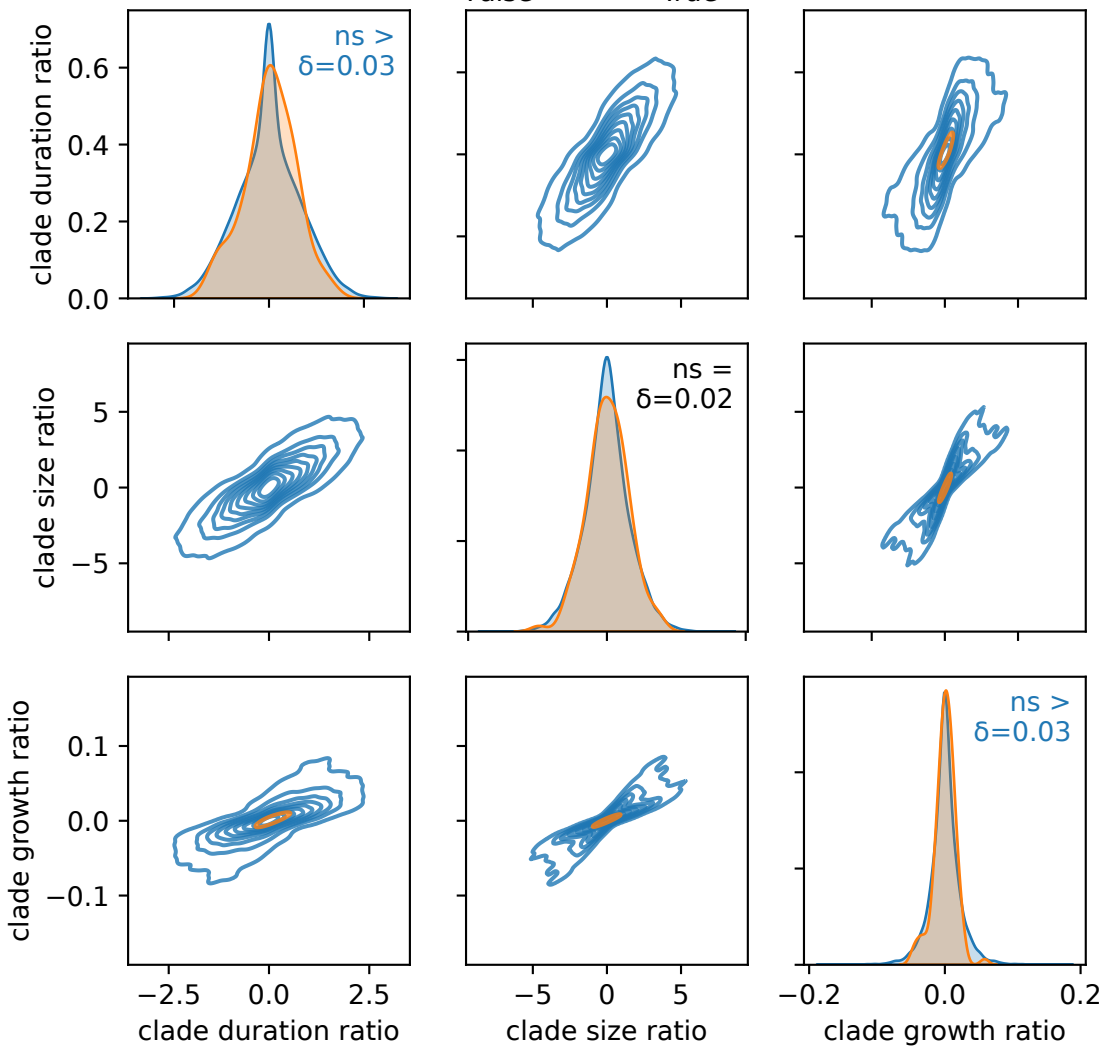 clade duration ratio
0.6
0.4
0.2
0.0
ns >
δ=0.03
clade size ratio
5
0
−5
ns =
δ=0.02
clade growth ratio
0.1
0.0
−0.1
ns >
δ=0.03
−2.5 0.0 2.5
−5 0 5
−0.2 0.0 0.2
clade duration ratio
clade size ratio
clade growth ratio